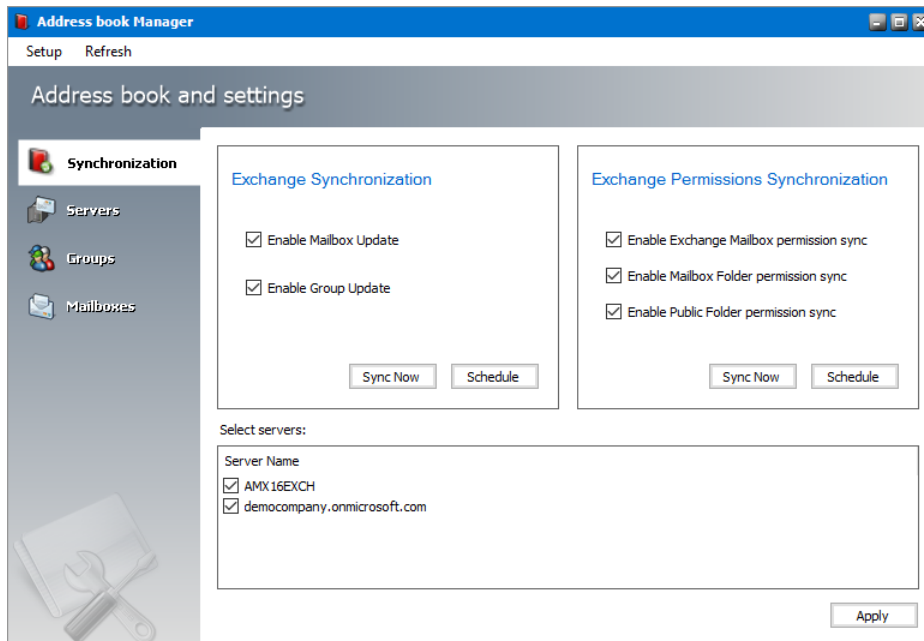 Address book Manager
Setup Refresh
Address book and settings
Synchronization
Servers
Groups
Mailboxes
Exchange Synchronization
Enable Mailbox Update
Enable Group Update
Sync Now Schedule
Exchange Permissions Synchronization
Enable Exchange Mailbox permission sync
Enable Mailbox Folder permission sync
Enable Public Folder permission sync
Sync Now Schedule
Select servers:
Server Name
AMX16EXCH
democompany.onmicrosoft.com
Apply